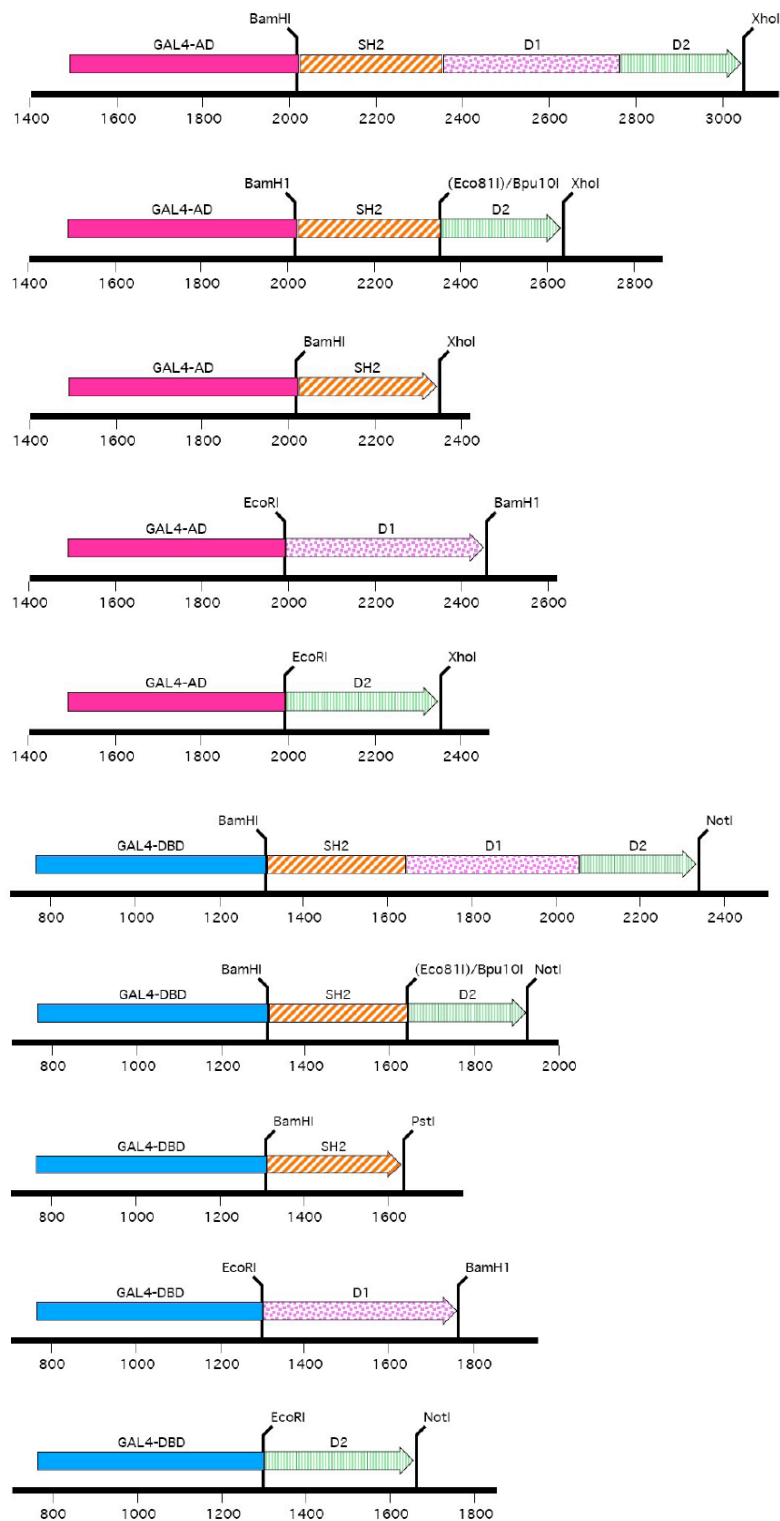 BamHI XhoI
GAL4-AD SH2 D1 D2
1400 1600 1800 2000 2200 2400 2600 2800 3000
BamH1 (Eco81I)/Bpu10I XhoI
GAL4-AD SH2 D2
1400 1600 1800 2000 2200 2400 2600 2800
BamHI XhoI
GAL4-AD SH2
1400 1600 1800 2000 2200 2400
EcoRI BamH1
GAL4-AD D1
1400 1600 1800 2000 2200 2400 2600
EcoRI XhoI
GAL4-AD D2
1400 1600 1800 2000 2200 2400
BamHI NotI
GAL4-DBD SH2 D1 D2
800 1000 1200 1400 1600 1800 2000 2200 2400
BamHI (Eco81I)/Bpu10I NotI
GAL4-DBD SH2 D2
800 1000 1200 1400 1600 1800 2000
BamHI PstI
GAL4-DBD SH2
800 1000 1200 1400 1600
EcoRI BamH1
GAL4-DBD D1
800 1000 1200 1400 1600 1800
EcoRI NotI
GAL4-DBD D2
800 1000 1200 1400 1600 1800